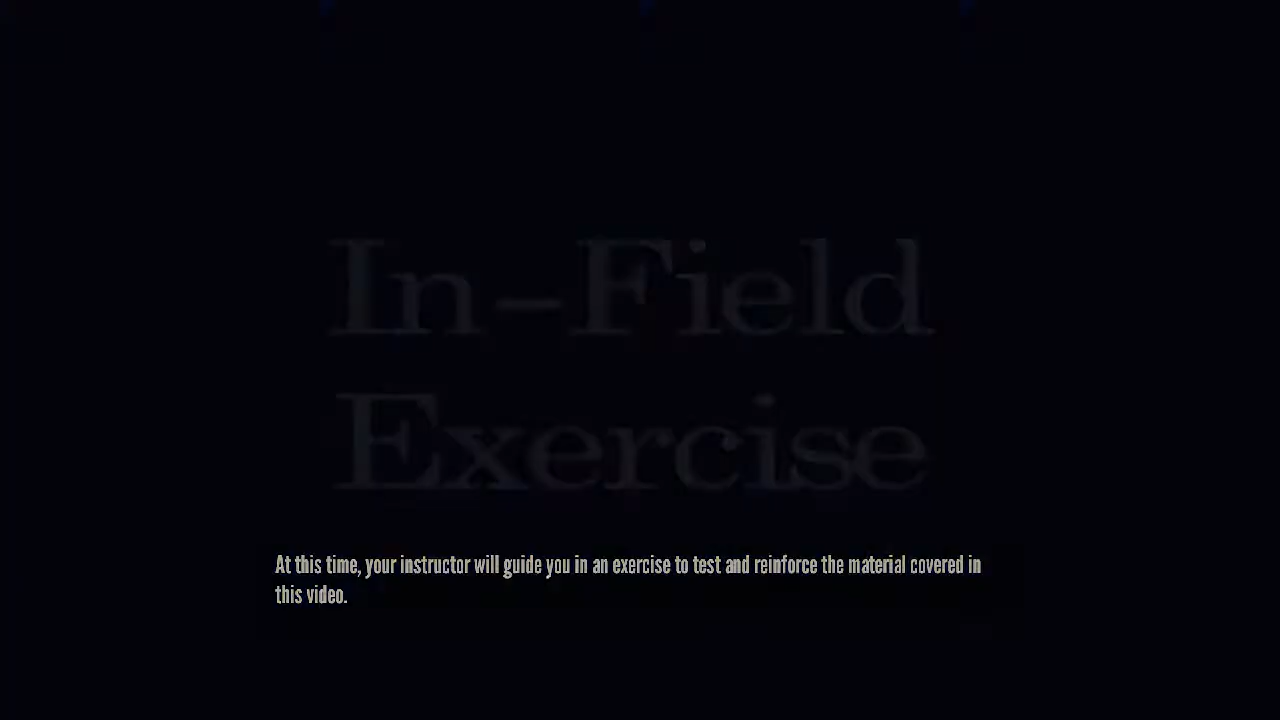 In-Field
Exercise
At this time, your instructor will guide you in an exercise to test and reinforce the material covered in
this video.